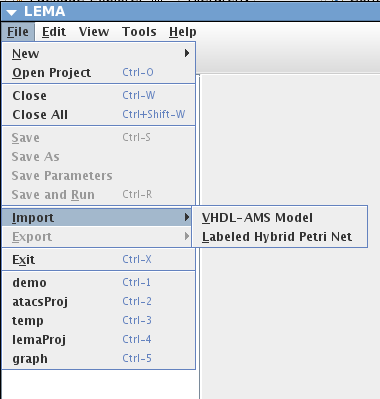 LEMA
File Edit View Tools Help
New
Open Project Ctrl-O
Close Ctrl-W
Close All Ctrl+Shift-W
Save Ctrl-S
Save As
Save Parameters
Save and Run Ctrl-R
Import
VHDL-AMS Model
Labeled Hybrid Petri Net
Export
Exit Ctrl-X
demo Ctrl-1
atacsProj Ctrl-2
temp Ctrl-3
lemaProj Ctrl-4
graph Ctrl-5